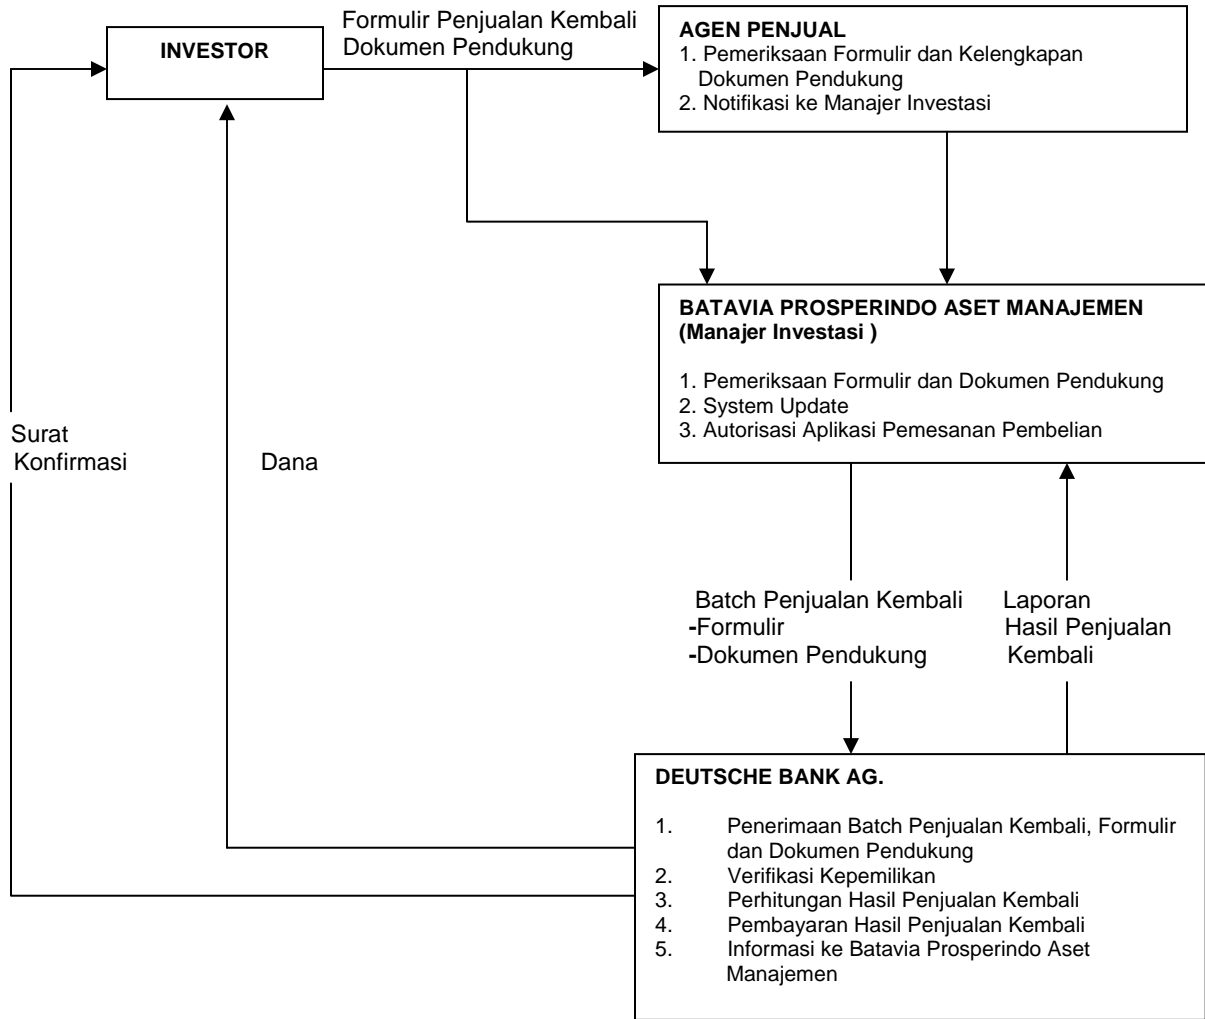 Formulir Penjualan Kembali
Dokumen Pendukung
INVESTOR
AGEN PENJUAL
1. Pemeriksaan Formulir dan Kelengkapan
Dokumen Pendukung
2. Notifikasi ke Manajer Investasi
BATAVIA PROSPERINDO ASET MANAJEMEN
(Manajer Investasi )
1. Pemeriksaan Formulir dan Dokumen Pendukung
2. System Update
3. Autorisasi Aplikasi Pemesanan Pembelian
Surat
Konfirmasi
Dana
Batch Penjualan Kembali
-Formulir
-Dokumen Pendukung
Laporan
Hasil Penjualan
Kembali
DEUTSCHE BANK AG.
1. Penerimaan Batch Penjualan Kembali, Formulir
dan Dokumen Pendukung
2. Verifikasi Kepemilikan
3. Perhitungan Hasil Penjualan Kembali
4. Pembayaran Hasil Penjualan Kembali
5. Informasi ke Batavia Prosperindo Aset
Manajemen